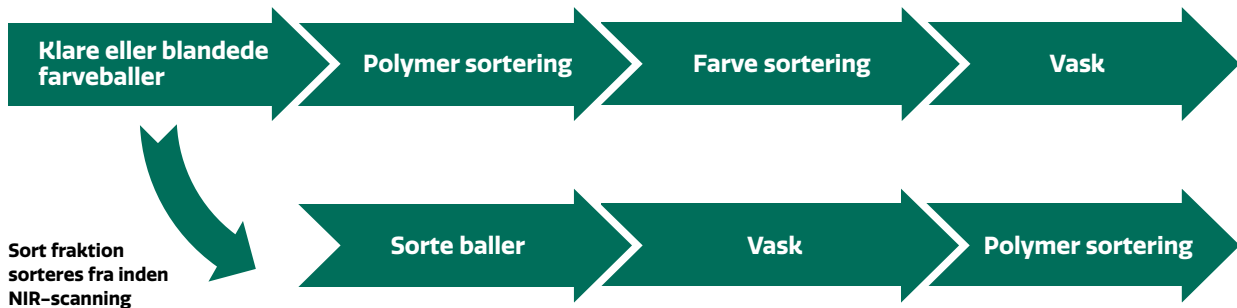 Klare eller blandede
farveballer
Polymer sortering
Farve sortering
Vask
Sort fraktion
sorteres fra inden
NIR-scanning
Sorte baller
Vask
Polymer sortering